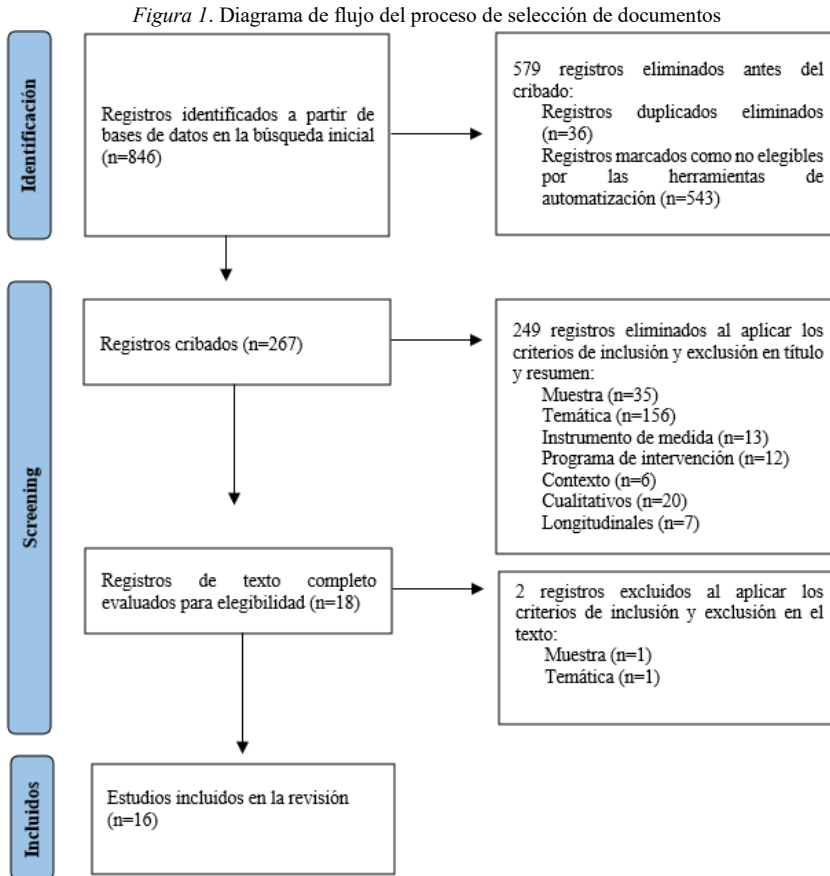 Figura 1. Diagrama de flujo del proceso de selección de documentos
Identificación
Registros identificados a partir de
bases de datos en la búsqueda inicial
(n=846)
579 registros eliminados antes del
cribado:
Registros duplicados eliminados
(n=36)
Registros marcados como no elegibles
por las herramientas de
automatización (n=543)
Screening
Registros cribados (n=267)
249 registros eliminados al aplicar los
criterios de inclusión y exclusión en título
y resumen:
Muestra (n=35)
Temática (n=156)
Instrumento de medida (n=13)
Programa de intervención (n=12)
Contexto (n=6)
Cualitativos (n=20)
Longitudinales (n=7)
Registros de texto completo
evaluados para elegibilidad (n=18)
2 registros excluidos al aplicar los
criterios de inclusión y exclusión en el
texto:
Muestra (n=1)
Temática (n=1)
Incluidos
Estudios incluidos en la revisión
(n=16)